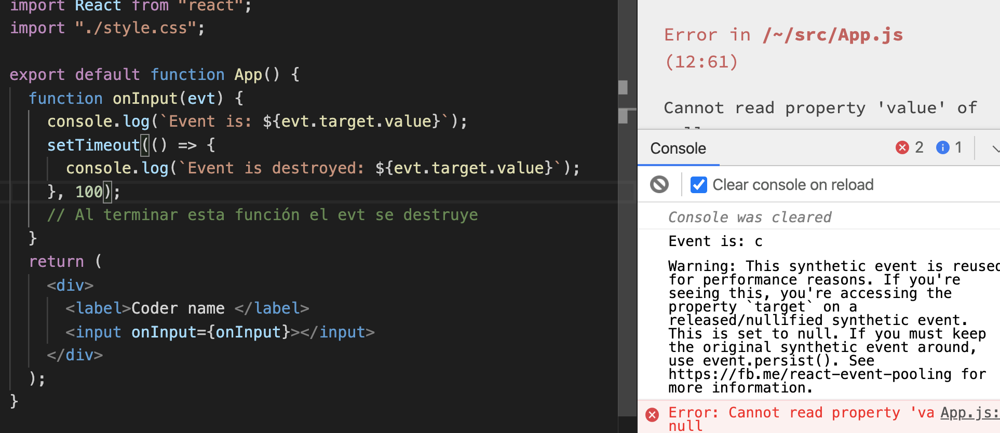 import React from "react";
import "./style.css";
export default function App() {
function onInput(evt) {
console.log(`Event is: ${evt.target.value}`);
setTimeout(() => {
console.log(`Event is destroyed: ${evt.target.value}`);
}, 100);
// Al terminar esta función el evt se destruye
}
return (
<div>
<label>Coder name </label>
<input onInput={onInput}></input>
</div>
);
}
Error in /~/src/App.js
(12:61)
Cannot read property 'value' of
Console
2
1
Clear console on reload
Console was cleared
Event is: c
Warning: This synthetic event is reused
for performance reasons. If you're
seeing this, you're accessing the
property `target` on a
released/nullified synthetic event.
This is set to null. If you must keep
the original synthetic event around,
use event.persist(). See
https://fb.me/react-event-pooling for
more information.
Error: Cannot read property 'va App.js:
null